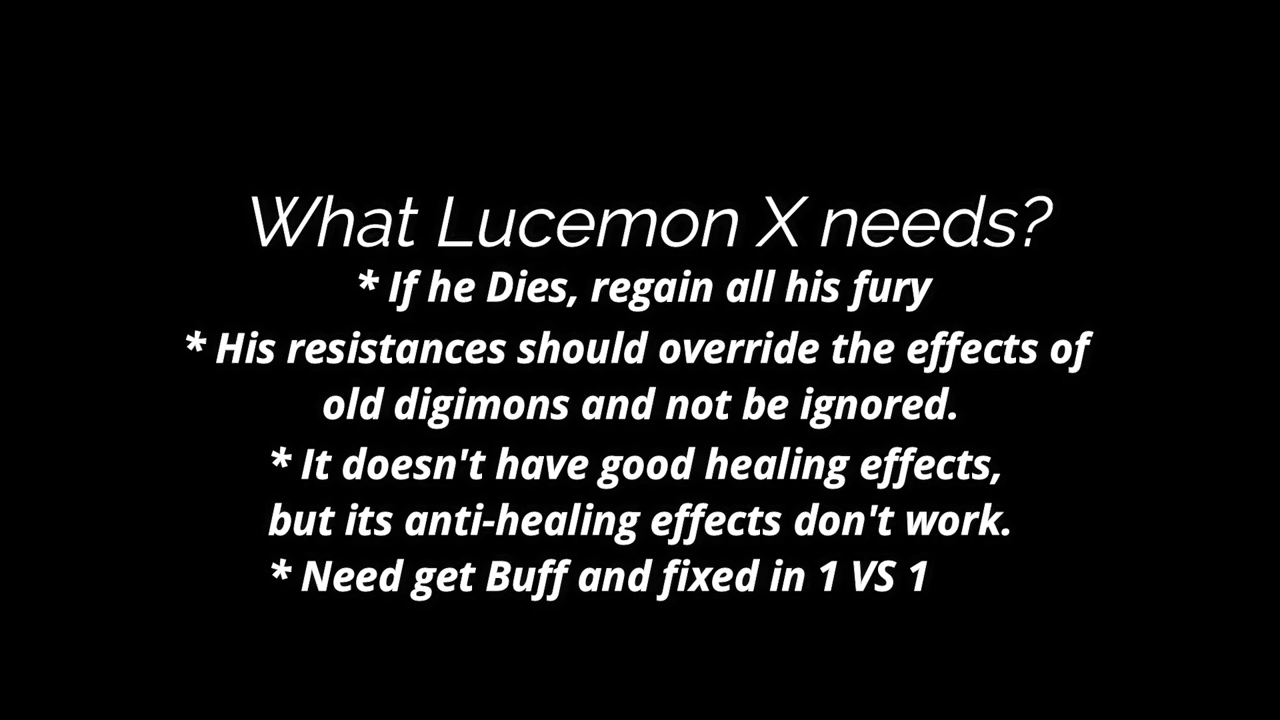 What Lucemon X needs?
* If he Dies, regain all his fury
* His resistances should override the effects of
old digimons and not be ignored.
* It doesn't have good healing effects,
but its anti-healing effects don't work.
* Need get Buff and fixed in 1 VS 1